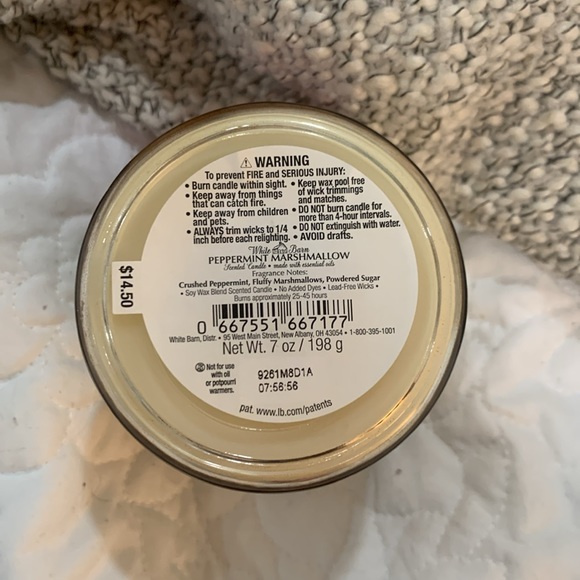 ⚠ WARNING
To prevent FIRE and SERIOUS INJURY:
• Burn candle within sight.
• Keep away from things
that can catch fire.
• Keep away from children
and pets.
• ALWAYS trim wicks to 1/4
inch before each relighting.
• Keep wax pool free
of wick trimmings
and matches.
• DO NOT burn candle for
more than 4-hour intervals.
• DO NOT extinguish with water.
• AVOID drafts.
White Barn
PEPPERMINT MARSHMALLOW
Scented Candle • made with essential oils
Fragrance Notes:
Crushed Peppermint, Fluffy Marshmallows, Powdered Sugar
• Soy Wax Blend Scented Candle • No Added Dyes • Lead-Free Wicks •
Burns approximately 25-45 hours
0 667551 667177
White Barn, Distr. • 95 West Main Street, New Albany, OH 43054 • 1-800-395-1001
Net Wt. 7 oz / 198 g
Not for use
with oil
or potpourri
warmers.
9261M8D1A
07:56:56
pat. www.lb.com/patents
$14.50